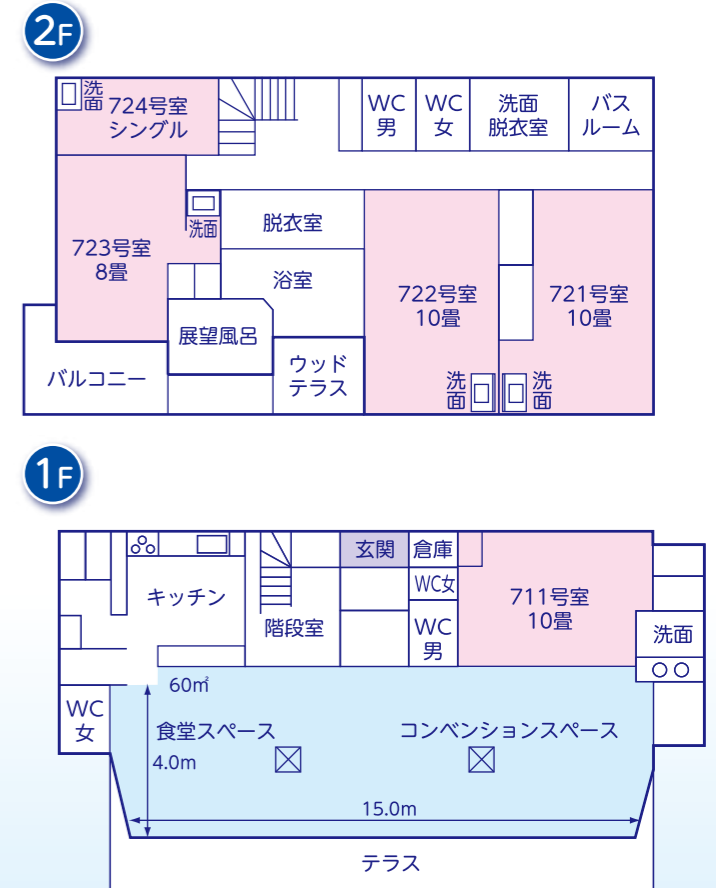 2F
洗面
724号室
シングル
WC
男
WC
女
洗面
脱衣室
バス
ルーム
洗面
脱衣室
723号室
8畳
浴室
722号室
10畳
721号室
10畳
展望風呂
ウッド
テラス
バルコニー
洗面
洗面
1F
玄関
倉庫
キッチン
WC女
711号室
10畳
階段室
WC
男
洗面
60㎡
WC
女
食堂スペース
コンベンションスペース
4.0m
15.0m
テラス